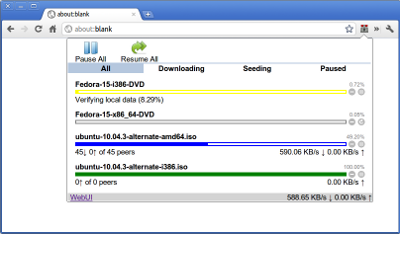 about:blank
about:blank
Pause All Resume All
All Downloading Seeding Paused
Fedora-15-i386-DVD 0.72%
Verifying local data (8.29%)
Fedora-15-x86_64-DVD
ubuntu-10.04.3-alternate-amd64.iso 45.20%
45↓ 0↑ of 45 peers 590.06 KB/s ↓ 0.00 KB/s ↑
ubuntu-10.04.3-alternate-i386.iso 100.00%
0↑ of 0 peers 0.00 KB/s ↑
WebUI 588.65 KB/s ↓ 0.00 KB/s ↑